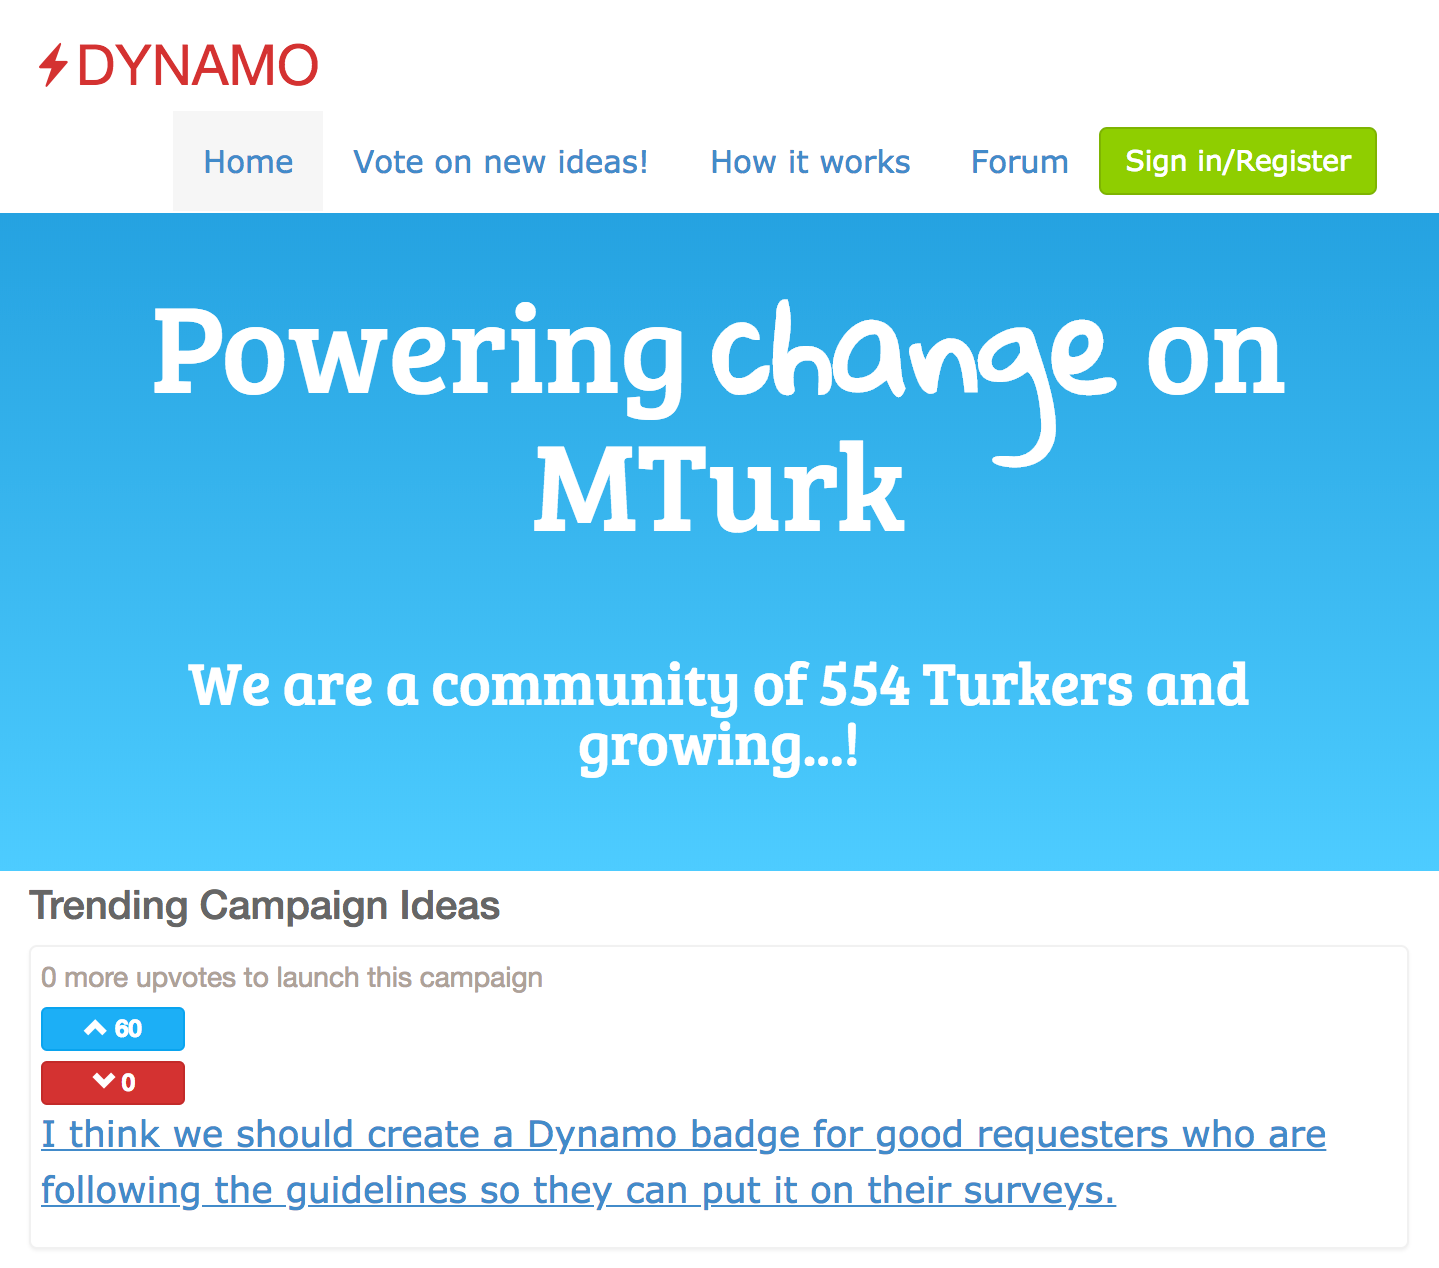 DYNAMO
Home Vote on new ideas! How it works Forum Sign in/Register
Powering change on
MTurk
We are a community of 554 Turkers and
growing...!
Trending Campaign Ideas
0 more upvotes to launch this campaign
60
0
I think we should create a Dynamo badge for good requesters who are
following the guidelines so they can put it on their surveys.